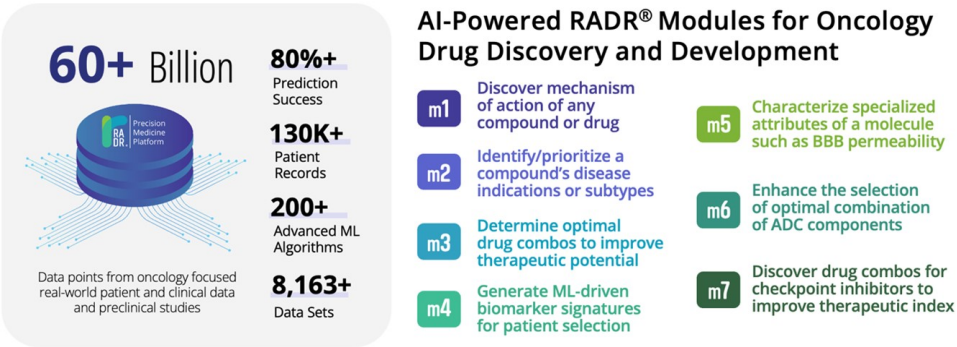 60+ Billion
RADR.
Precision
Medicine
Platform
Data points from oncology focused
real-world patient and clinical data
and preclinical studies
80%+
Prediction
Success
130K+
Patient
Records
200+
Advanced ML
Algorithms
8,163+
Data Sets
AI-Powered RADR® Modules for Oncology
Drug Discovery and Development
m1
Discover mechanism
of action of any
compound or drug
m2
Identify/prioritize a
compound's disease
indications or subtypes
m3
Determine optimal
drug combos to improve
therapeutic potential
m4
Generate ML-driven
biomarker signatures
for patient selection
m5
Characterize specialized
attributes of a molecule
such as BBB permeability
m6
Enhance the selection
of optimal combination
of ADC components
m7
Discover drug combos for
checkpoint inhibitors to
improve therapeutic index